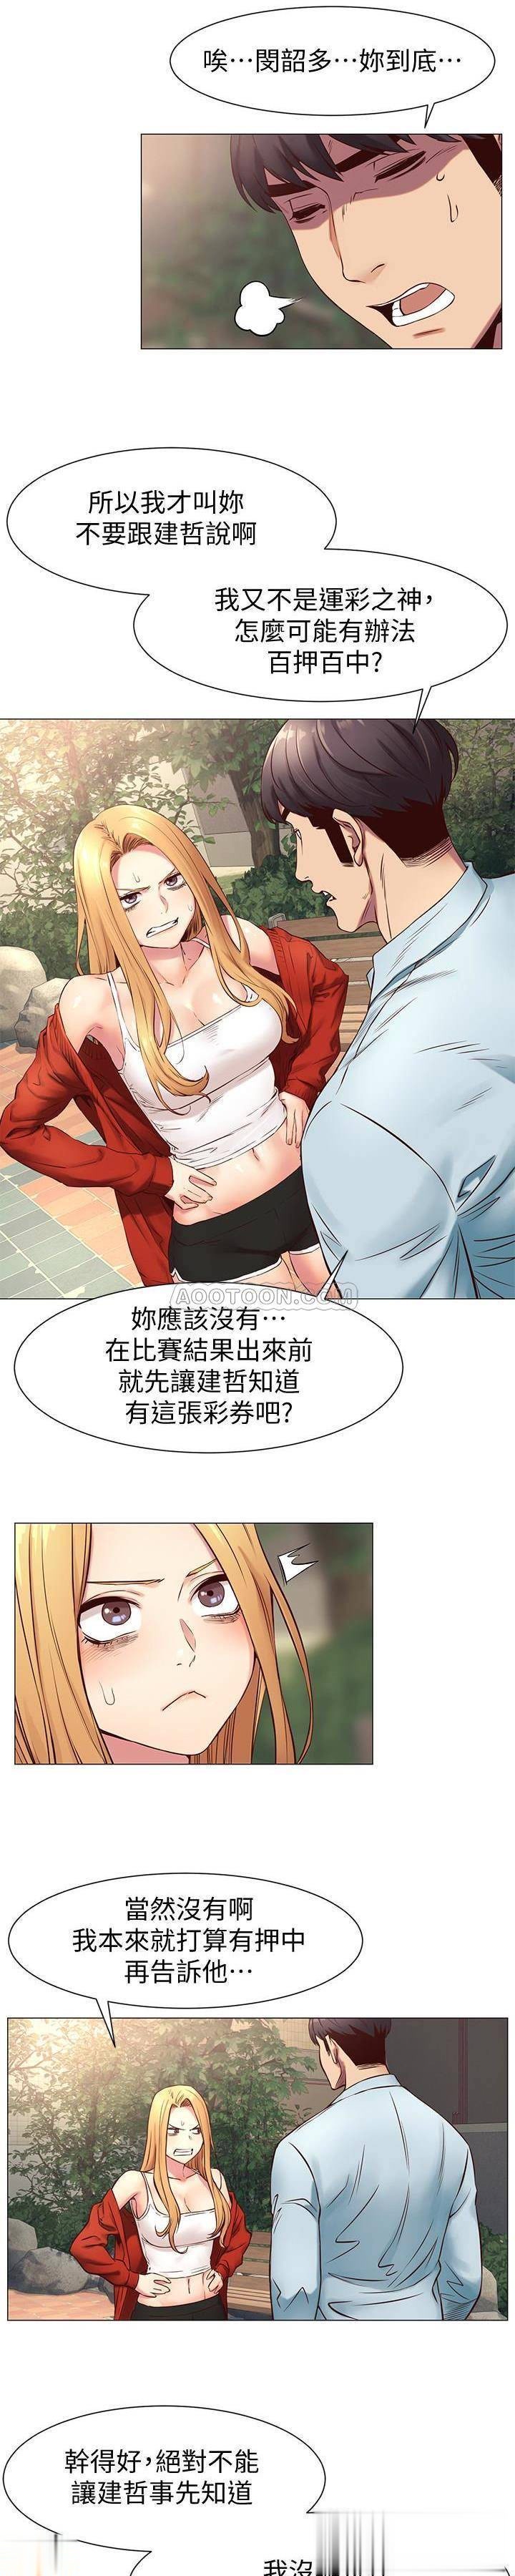 唉…閔韶多…妳到底…
所以我才叫妳
不要跟建哲說啊
我又不是運彩之神，
怎麼可能有辦法
百押百中？
AOOTOON.COM
妳應該沒有…
在比賽結果出來前
就先讓建哲知道
有這張彩券吧？
當然沒有啊
我本來就打算有押中
再告訴他…
幹得好，絕對不能
讓建哲事先知道
我沒